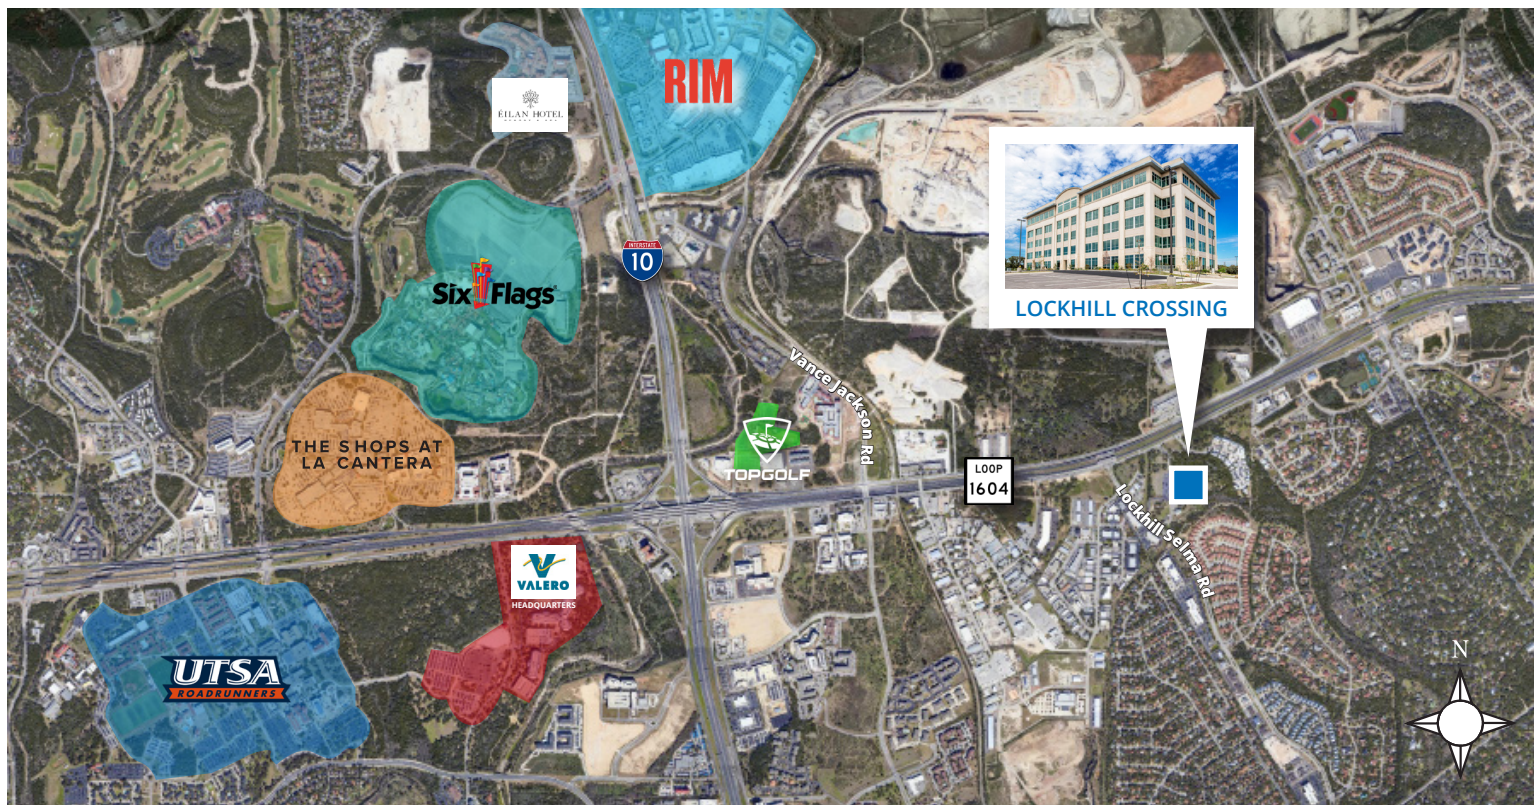 RIM
ÉILAN HOTEL
INTERSTATE
10
Six Flags
LOCKHILL CROSSING
Vance Jackson Rd
THE SHOPS AT
LA CANTERA
TOPGOLF
LOOP
1604
Lockhill Selma Rd
VALERO
HEADQUARTERS
UTSA
ROADRUNNERS
N